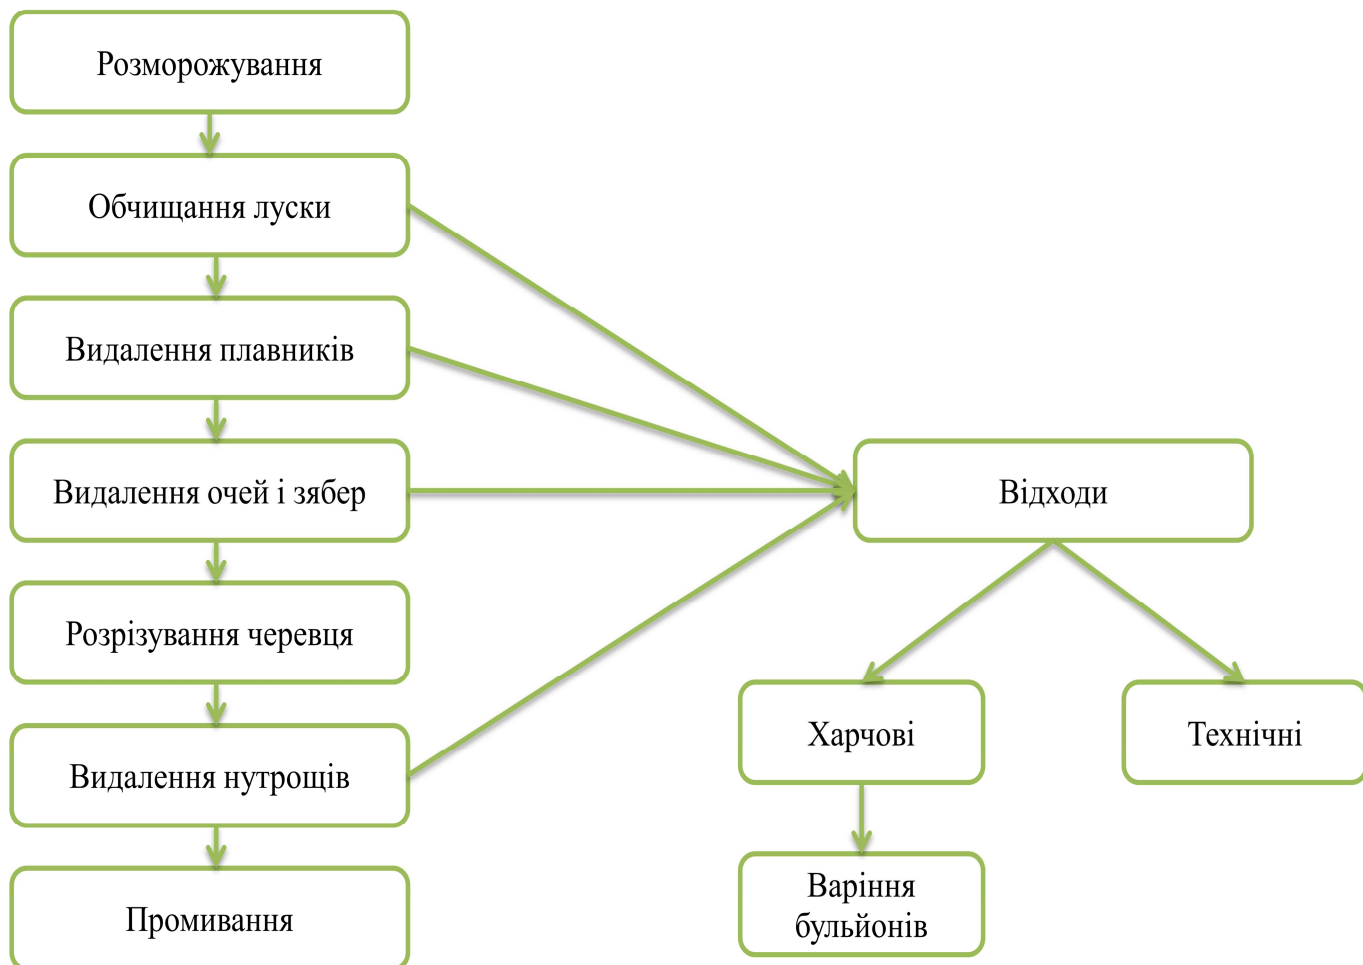 Розморожування
Обчищання луски
Видалення плавників
Видалення очей і зябер
Відходи
Розрізування черевця
Видалення нутрощів
Харчові
Технічні
Промивання
Варіння
бульйонів